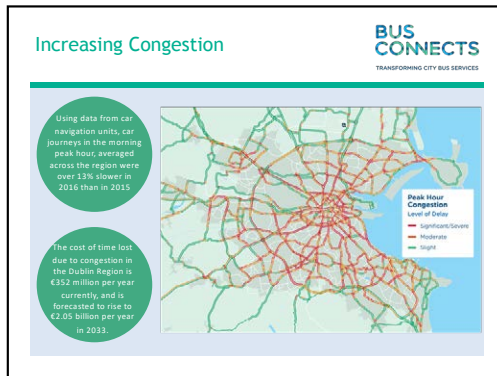 Increasing Congestion
BUS
CONNECTS
TRANSFORMING CITY BUS SERVICES
Using data from car
navigation units, car
journeys in the morning
peak hour, averaged
across the region were
over 13% slower in
2016 than in 2015
The cost of time lost
due to congestion in
the Dublin Region is
€352 million per year
currently, and is
forecasted to rise to
€2.05 billion per year
in 2033.
Peak Hour
Congestion
Level of Delay
Significant/Severe
Moderate
Slight